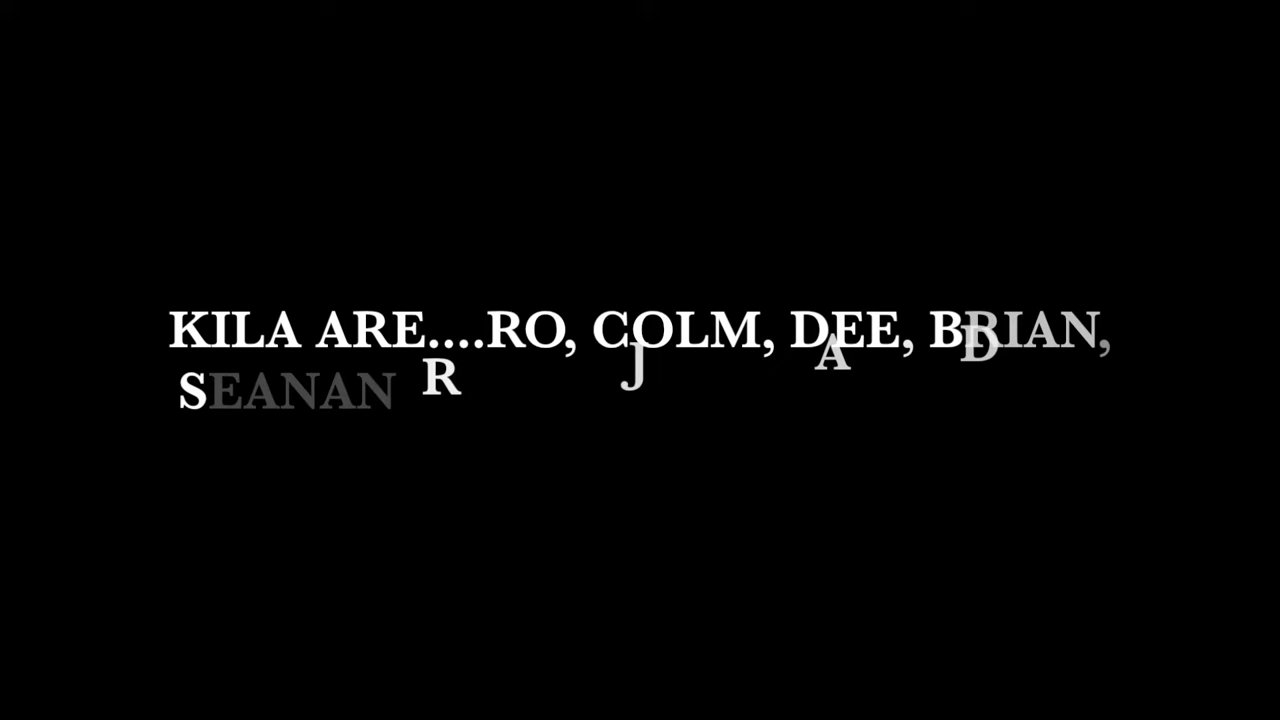 KILA ARE....RO, COLM, DEE, BRIAN,
SEANAN R J A D